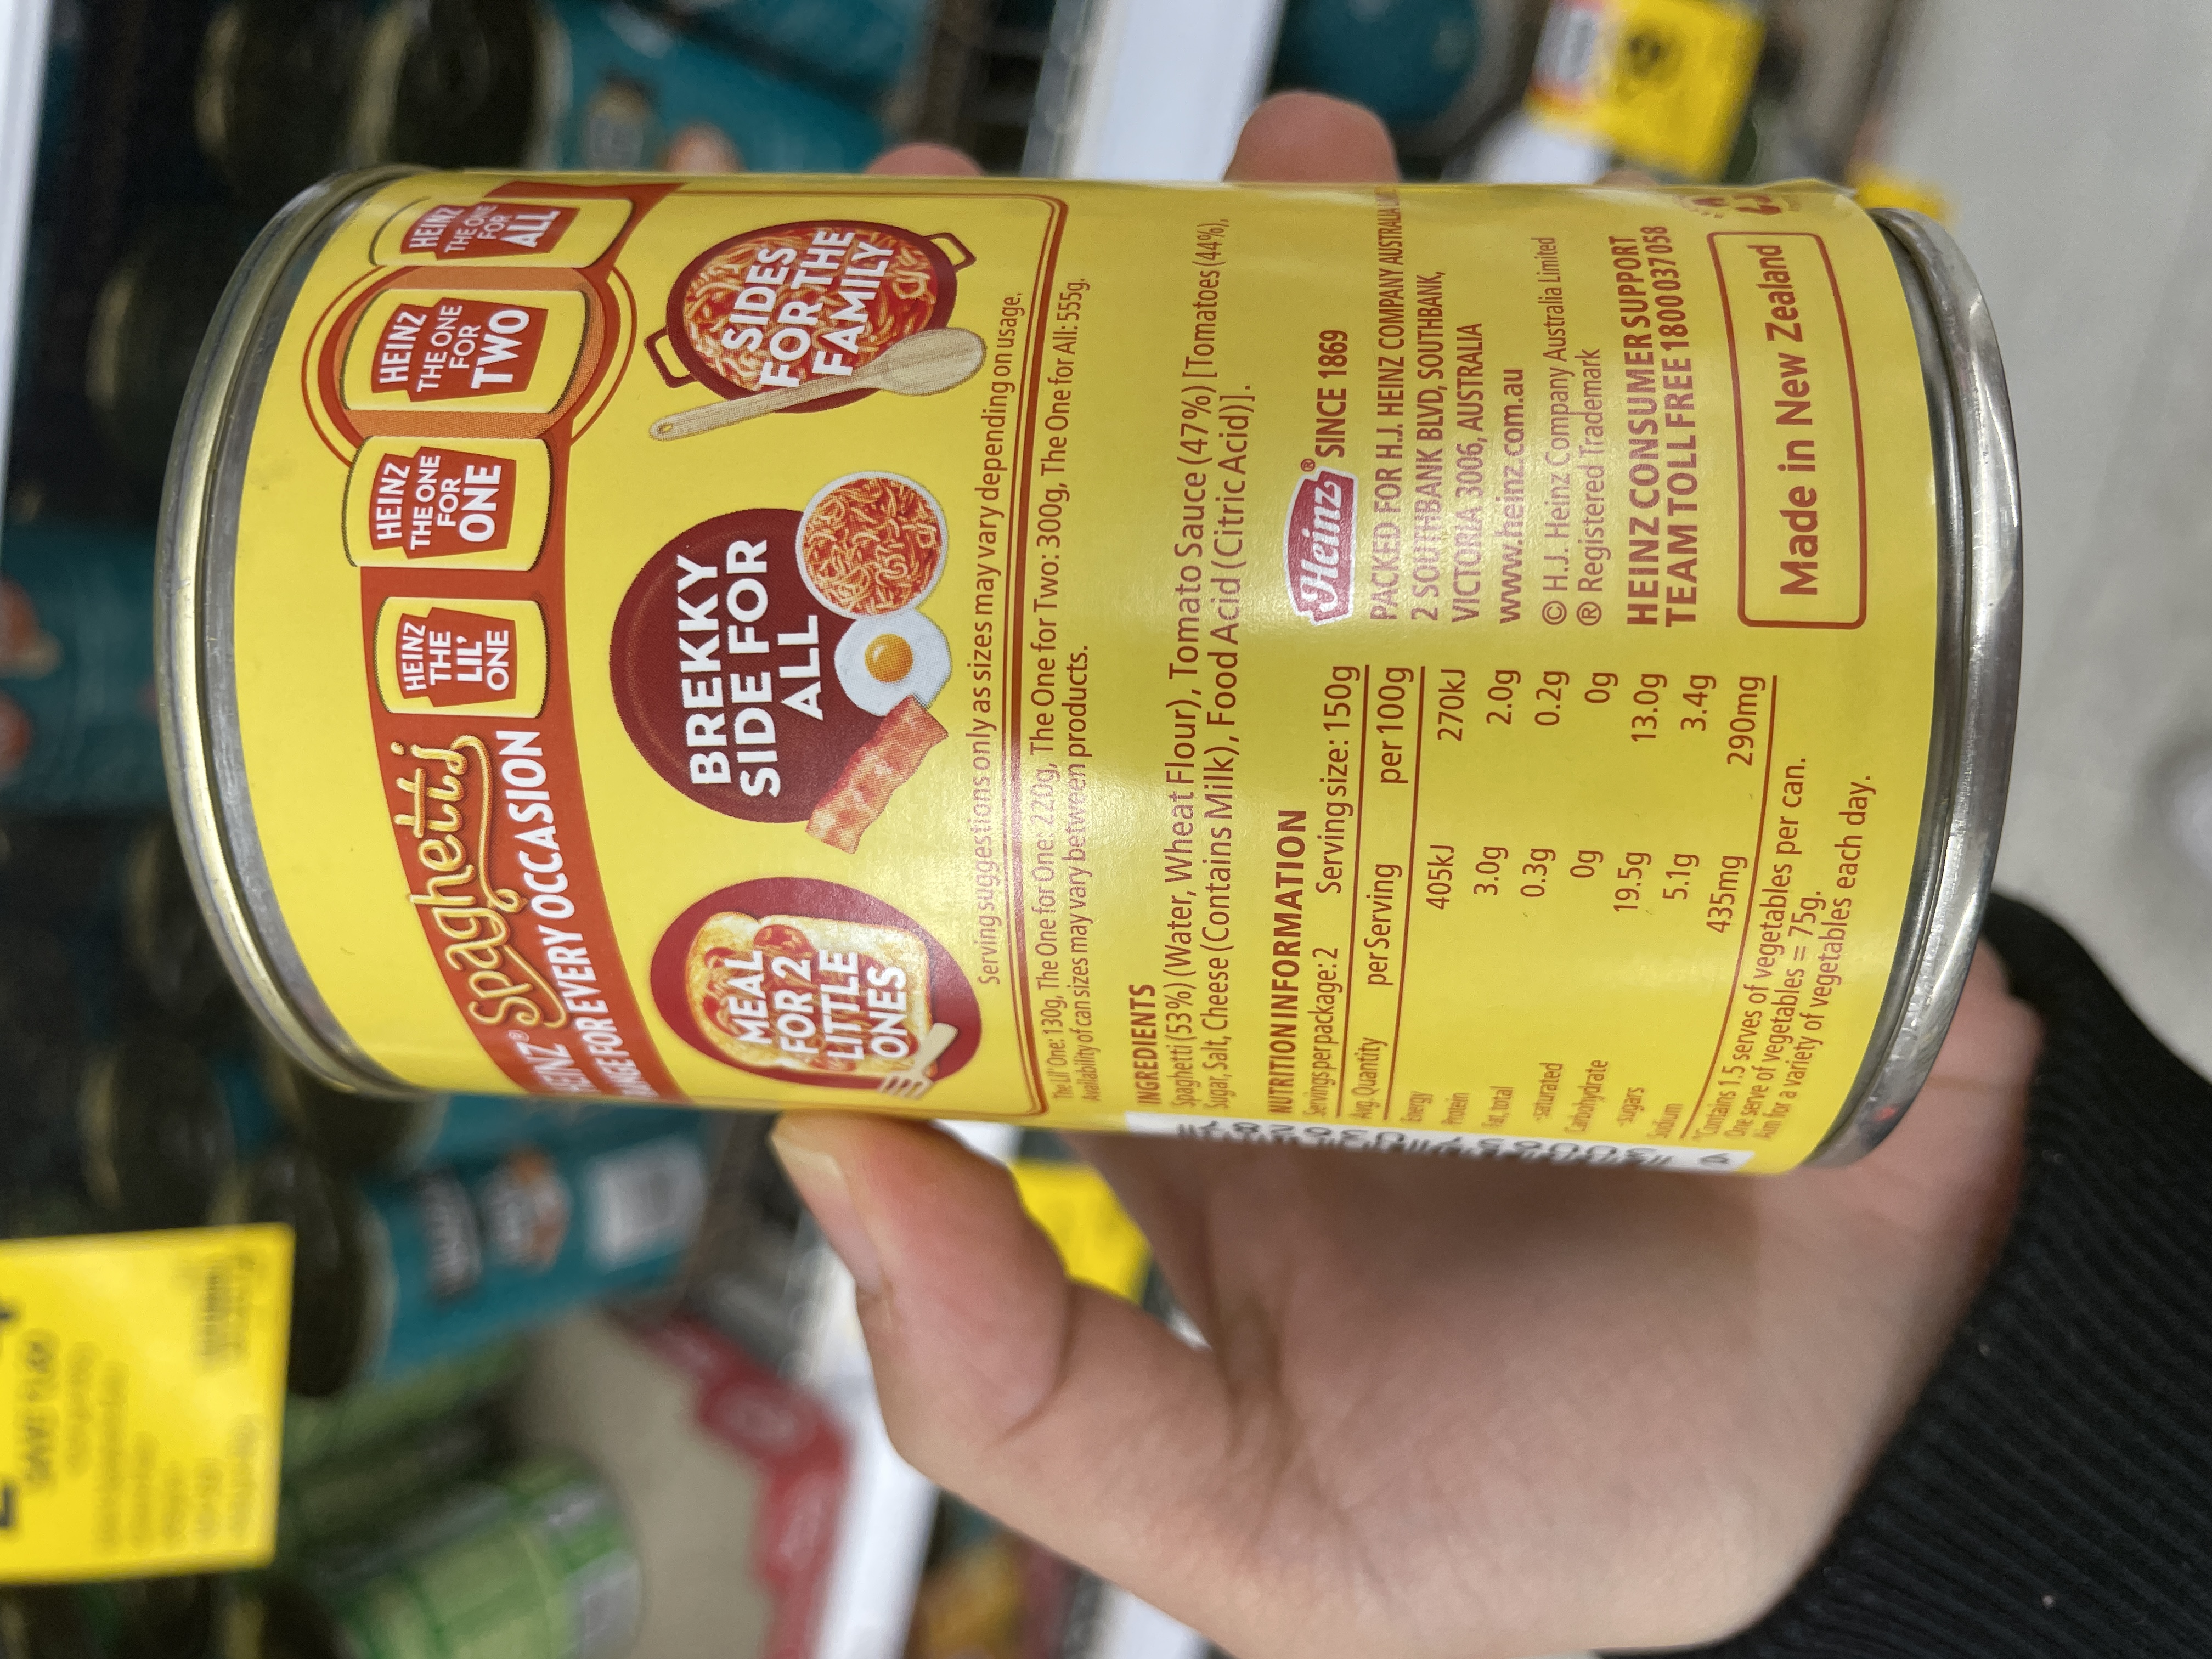 SAVE
HEINZ® Spaghetti
RANGE FOR EVERY OCCASION
HEINZ
THE
LIL'
ONE
HEINZ
THE ONE
FOR
ONE
HEINZ
THE ONE
FOR
TWO
HEINZ
THE ONE
FOR
ALL
MEAL
FOR 2
LITTLE
ONES
BREKKY
SIDE FOR
ALL
SIDES
FOR THE
FAMILY
Serving suggestions only as sizes may vary depending on usage.
The Lil' One: 130g, The One for One: 220g, The One for Two: 300g, The One for All: 555g.
Availability of can sizes may vary between products.
INGREDIENTS
Spaghetti (53%) (Water, Wheat Flour), Tomato Sauce (47%) [Tomatoes (44%),
Sugar, Salt, Cheese (Contains Milk), Food Acid (Citric Acid)].
NUTRITION INFORMATION
Servings per package: 2 Serving size: 150g
Avg. Quantity per Serving per 100g
Energy 405kJ 270kJ
Protein 3.0g 2.0g
Fat, total 0.3g 0.2g
-saturated 0g 0g
Carbohydrate 19.5g 13.0g
-sugars 5.1g 3.4g
Sodium 435mg 290mg
*Contains 1.5 serves of vegetables per can.
One serve of vegetables = 75g.
Aim for a variety of vegetables each day.
Heinz® SINCE 1869
PACKED FOR H.J. HEINZ COMPANY AUSTRALIA
2 SOUTHBANK BLVD, SOUTHBANK,
VICTORIA 3006, AUSTRALIA
www.heinz.com.au
© H.J. Heinz Company Australia Limited
® Registered Trademark
HEINZ CONSUMER SUPPORT
TEAM TOLL FREE 1800 037 058
Made in New Zealand